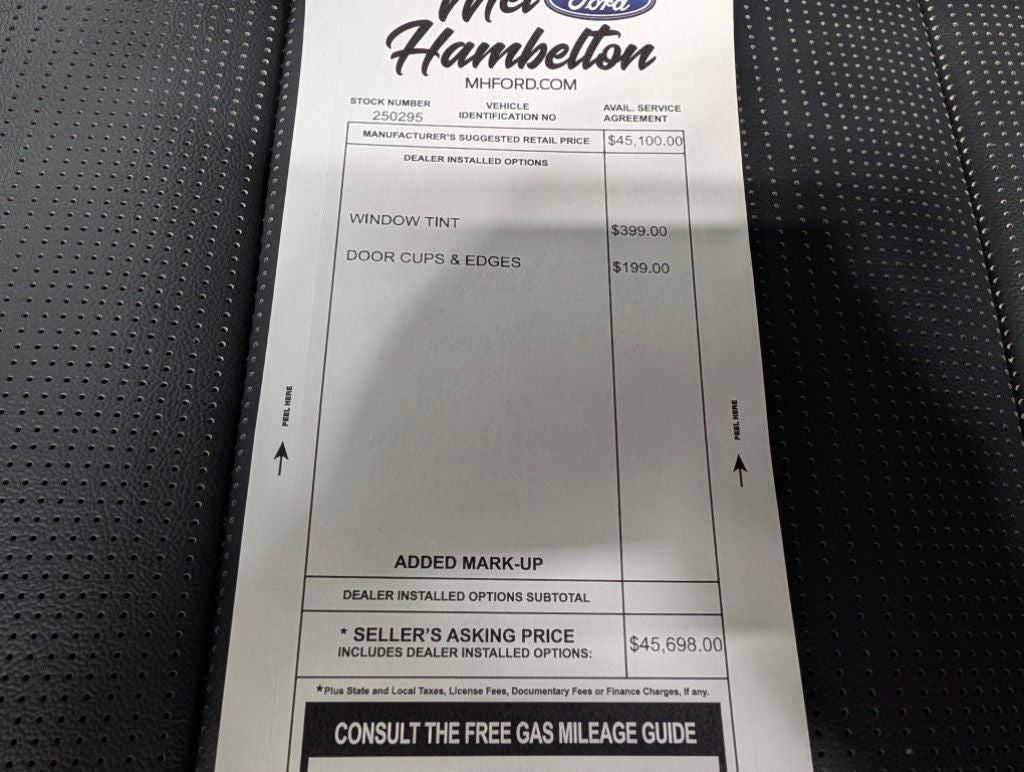 Mel Ford
Hambelton
MHFORD.COM
STOCK NUMBER
250295
VEHICLE
IDENTIFICATION NO
AVAIL. SERVICE
AGREEMENT
MANUFACTURER'S SUGGESTED RETAIL PRICE $45,100.00
DEALER INSTALLED OPTIONS
WINDOW TINT $399.00
DOOR CUPS & EDGES $199.00
PEEL HERE
PEEL HERE
ADDED MARK-UP
DEALER INSTALLED OPTIONS SUBTOTAL
* SELLER'S ASKING PRICE
INCLUDES DEALER INSTALLED OPTIONS: $45,698.00
*Plus State and Local Taxes, License Fees, Documentary Fees or Finance Charges, if any.
CONSULT THE FREE GAS MILEAGE GUIDE